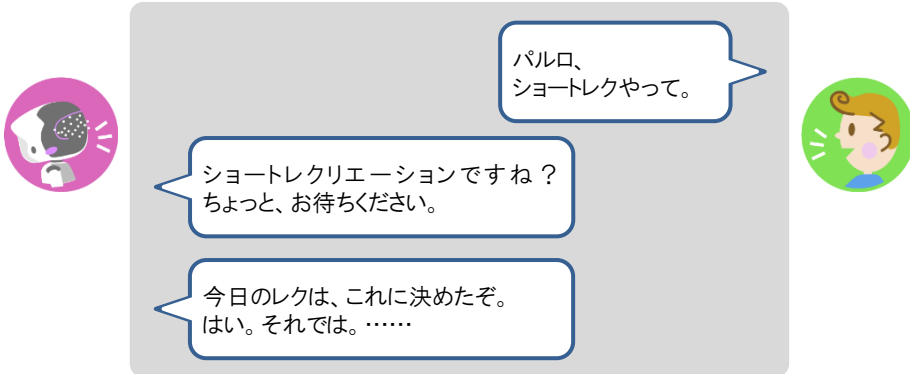 パルロ、
ショートレクやって。
ショートレクリエーションですね？
ちょっと、お待ちください。
今日のレクは、これに決めたぞ。
はい。それでは。……